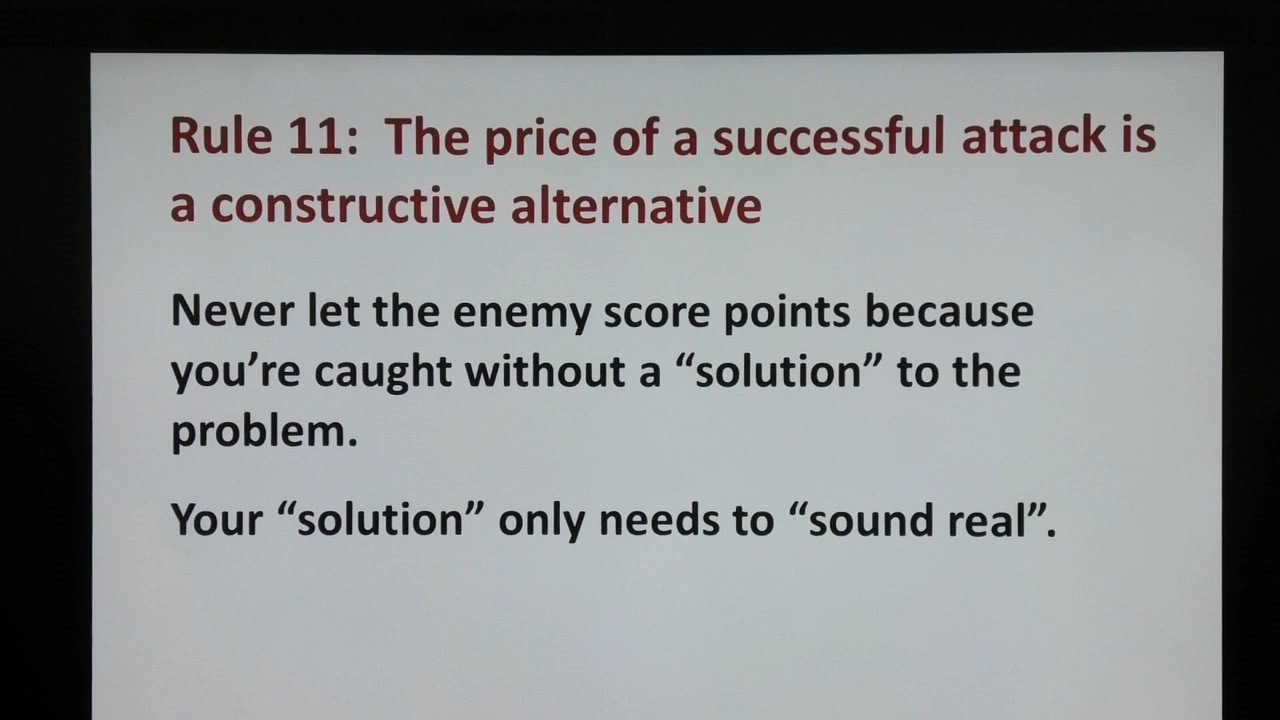 Rule 11:  The price of a successful attack is
a constructive alternative
Never let the enemy score points because
you’re caught without a “solution” to the
problem.
Your “solution” only needs to “sound real”.